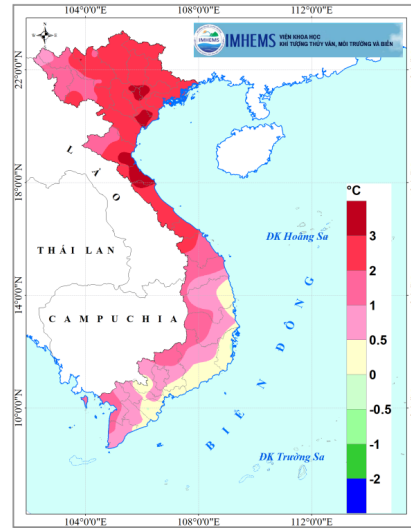 104°0'0"E 108°0'0"E 112°0'0"E
IMHEMS
VIỆN KHOA HỌC
KHÍ TƯỢNG THỦY VĂN, MÔI TRƯỜNG VÀ BIỂN
N
22°0'0"N
18°0'0"N
14°0'0"N
10°0'0"N
LÀO
THÁI LAN
CAMPUCHIA
ĐK Hoàng Sa
BIỂN ĐÔNG
ĐK Trường Sa
°C
3
2
1
0.5
0
-0.5
-1
-2
104°0'0"E 108°0'0"E 112°0'0"E